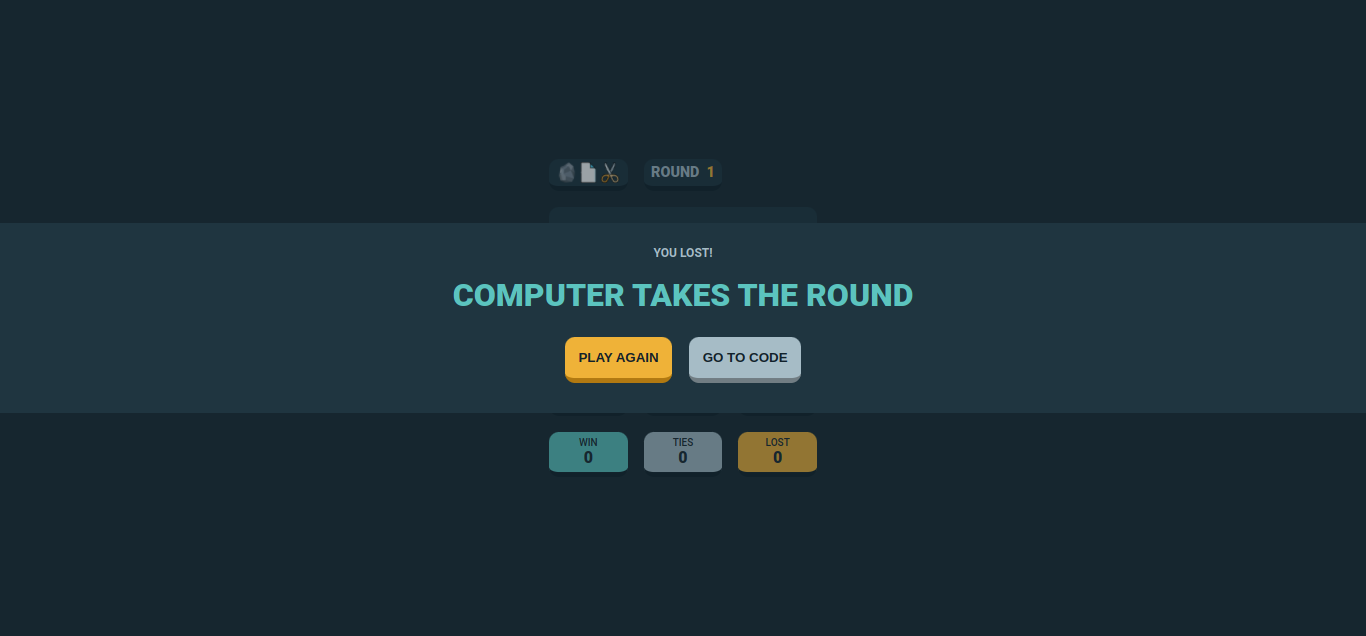 ROUND 1
YOU LOST!
COMPUTER TAKES THE ROUND
PLAY AGAIN GO TO CODE
WIN TIES LOST
0 0 0